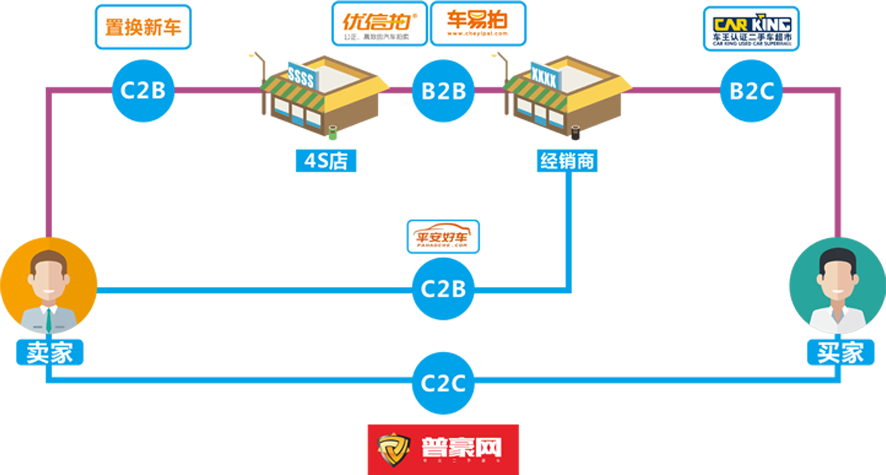 置换新车
优信拍®
公正、高效的汽车拍卖
车易拍
www.cheyipai.com
CAR KING
车王认证二手车超市
CAR KING USED CAR SUPERMALL
C2B
SSSS
B2B
XXXX
B2C
4S店
经销商
平安好车
PINGANHAOCHE.COM
C2B
卖家
买家
C2C
普豪网